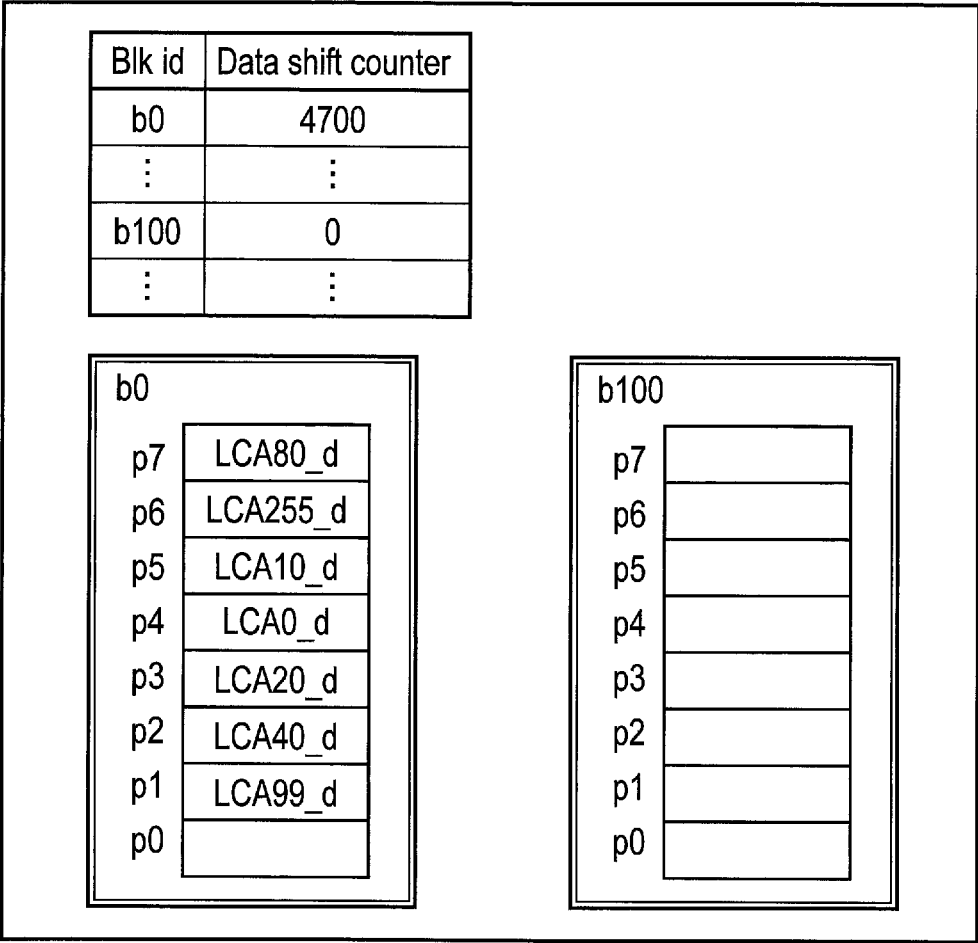 Blk id Data shift counter
b0 4700
⋮ ⋮
b100 0
⋮ ⋮
b0
p7 LCA80_d
p6 LCA255_d
p5 LCA10_d
p4 LCA0_d
p3 LCA20_d
p2 LCA40_d
p1 LCA99_d
p0
b100
p7
p6
p5
p4
p3
p2
p1
p0